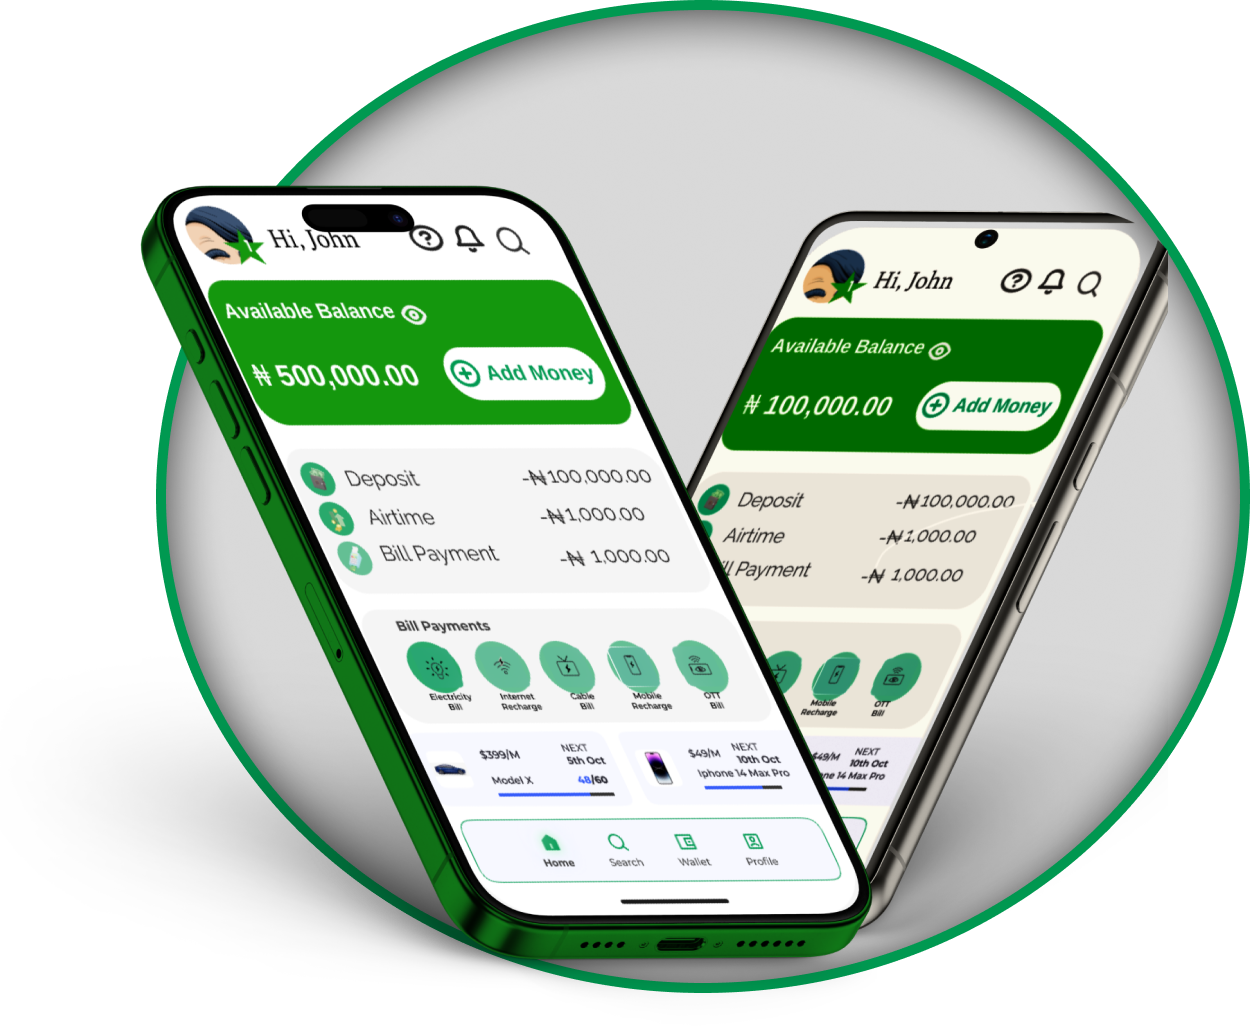 1
Hi, John
Available Balance
₦ 500,000.00
Add Money
Deposit -₦100,000.00
Airtime -₦1,000.00
Bill Payment -₦ 1,000.00
Bill Payments
Electricity Bill
Internet Recharge
Cable Bill
Mobile Recharge
OTT Bill
$399/M NEXT
5th Oct
Model X 48/60
$49/M NEXT
10th Oct
Iphone 14 Max Pro
Home Search Wallet Profile
1
Hi, John
Available Balance
₦ 100,000.00
Add Money
Deposit -₦100,000.00
Airtime -₦1,000.00
ill Payment -₦ 1,000.00
Mobile Recharge
OTT Bill
$49/M NEXT
10th Oct
ne 14 Max Pro